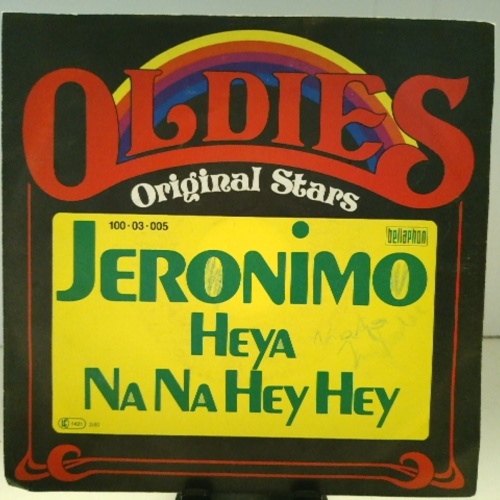 OLDIES
Original Stars
100·03·005
bellaphon
JERONIMO
HEYA
NA NA HEY HEY